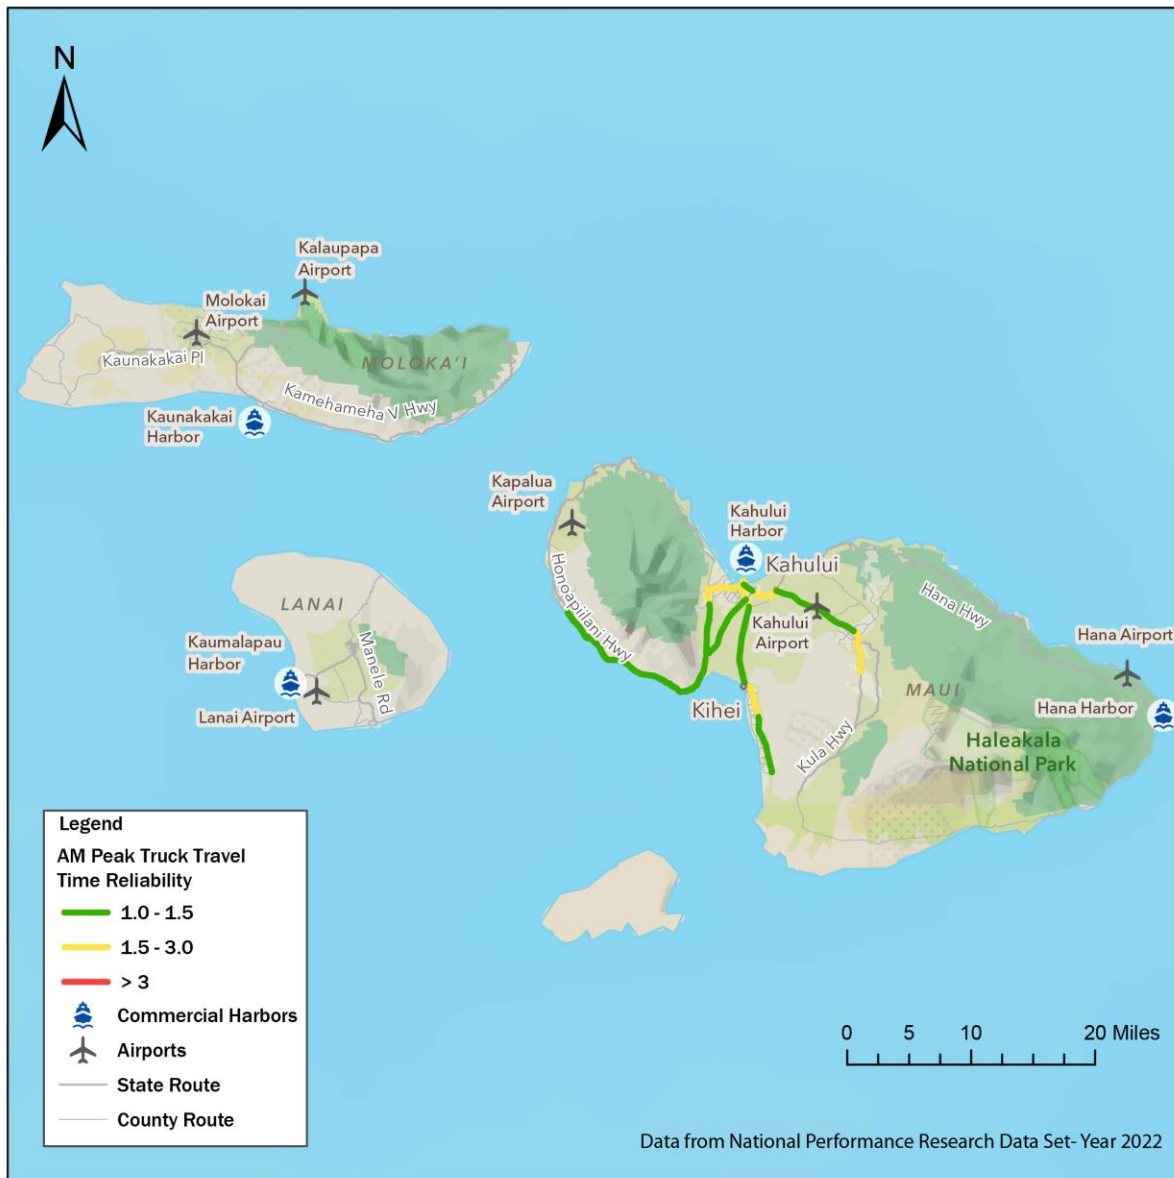 N
Kalaupapa
Airport
Molokai
Airport
Kaunakakai Pl
MOLOKA'I
Kamehameha V Hwy
Kaunakakai
Harbor
Kapalua
Airport
Kahului
Harbor
Kahului
Honoapiilani Hwy
Hana Hwy
LANAI
Kahului
Airport
Hana Airport
Kaumalapau
Harbor
Manele Rd
MAUI
Lanai Airport
Kihei
Hana Harbor
Kula Hwy
Haleakala
National Park
Legend
AM Peak Truck Travel
Time Reliability
1.0 - 1.5
1.5 - 3.0
> 3
Commercial Harbors
Airports
State Route
County Route
0 5 10 20 Miles
Data from National Performance Research Data Set- Year 2022